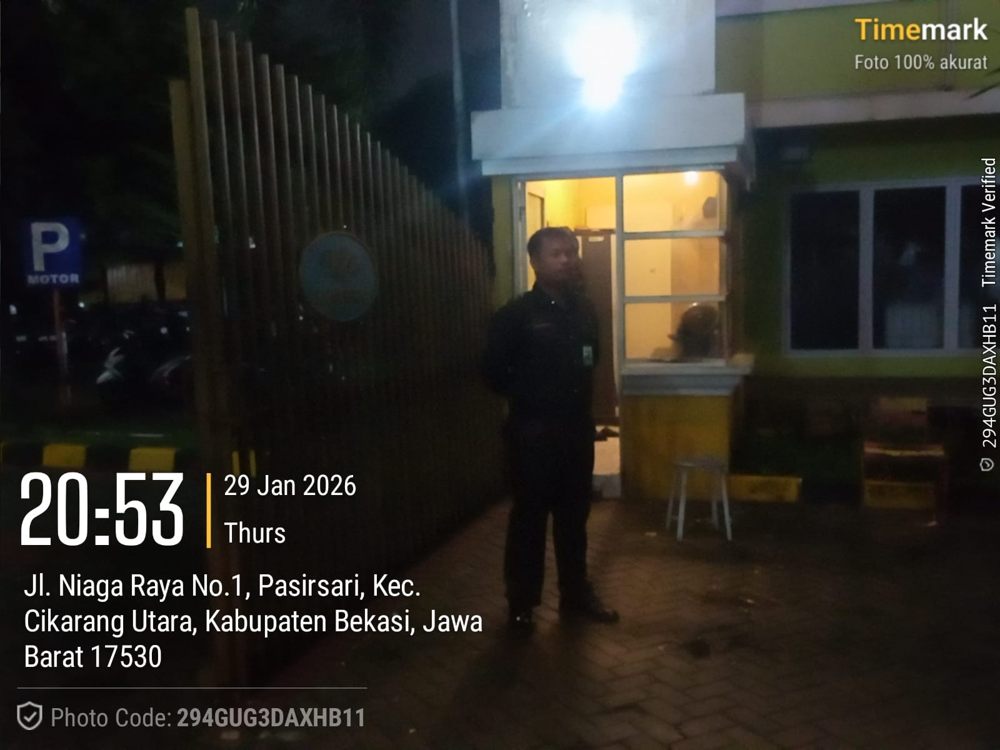 Timemark
Foto 100% akurat
P
MOTOR
Timemark Verified
294GUG3DAXHB11
20:53
29 Jan 2026
Thurs
Jl. Niaga Raya No.1, Pasirsari, Kec.
Cikarang Utara, Kabupaten Bekasi, Jawa
Barat 17530
Photo Code: 294GUG3DAXHB11